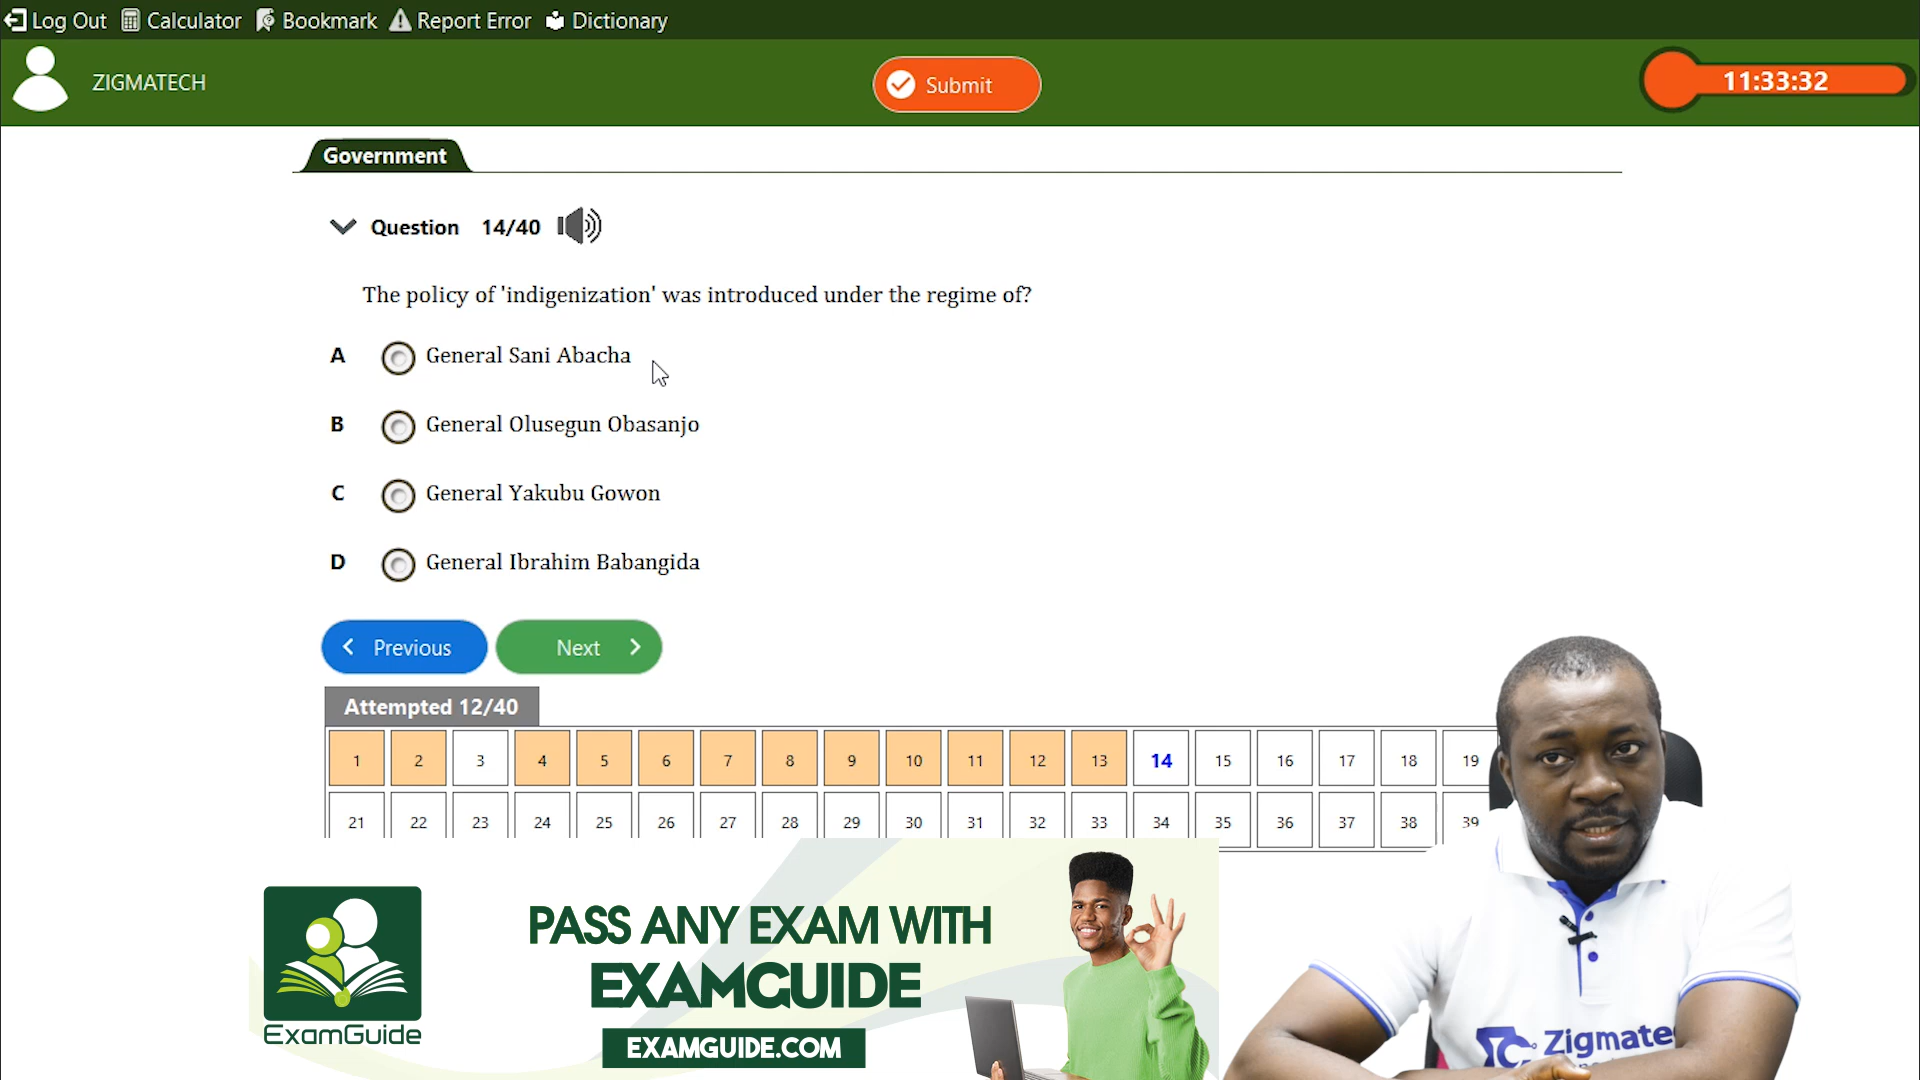 Log Out Calculator Bookmark Report Error Dictionary
ZIGMATECH
Submit
11:33:32
Government
Question 14/40
The policy of 'indigenization' was introduced under the regime of?
A General Sani Abacha
B General Olusegun Obasanjo
C General Yakubu Gowon
D General Ibrahim Babangida
Previous Next
Attempted 12/40
1 2 3 4 5 6 7 8 9 10 11 12 13 14 15 16 17 18 19
21 22 23 24 25 26 27 28 29 30 31 32 33 34 35 36 37 38 39
PASS ANY EXAM WITH
EXAMGUIDE
EXAMGUIDE.COM
ExamGuide
Zigmate